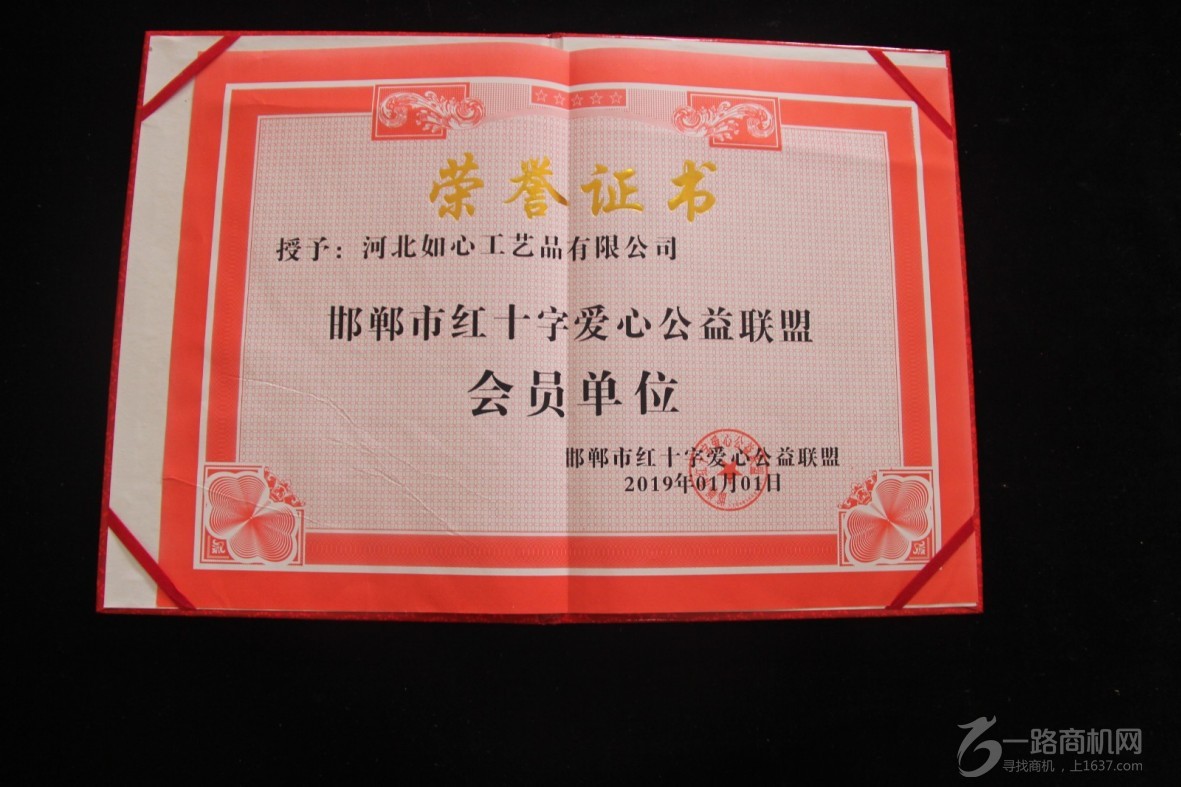 荣誉证书
授予：河北如心工艺品有限公司
邯郸市红十字爱心公益联盟
会员单位
邯郸市红十字爱心公益联盟
2019年01月01日
一路商机网
寻找商机，上1637.com